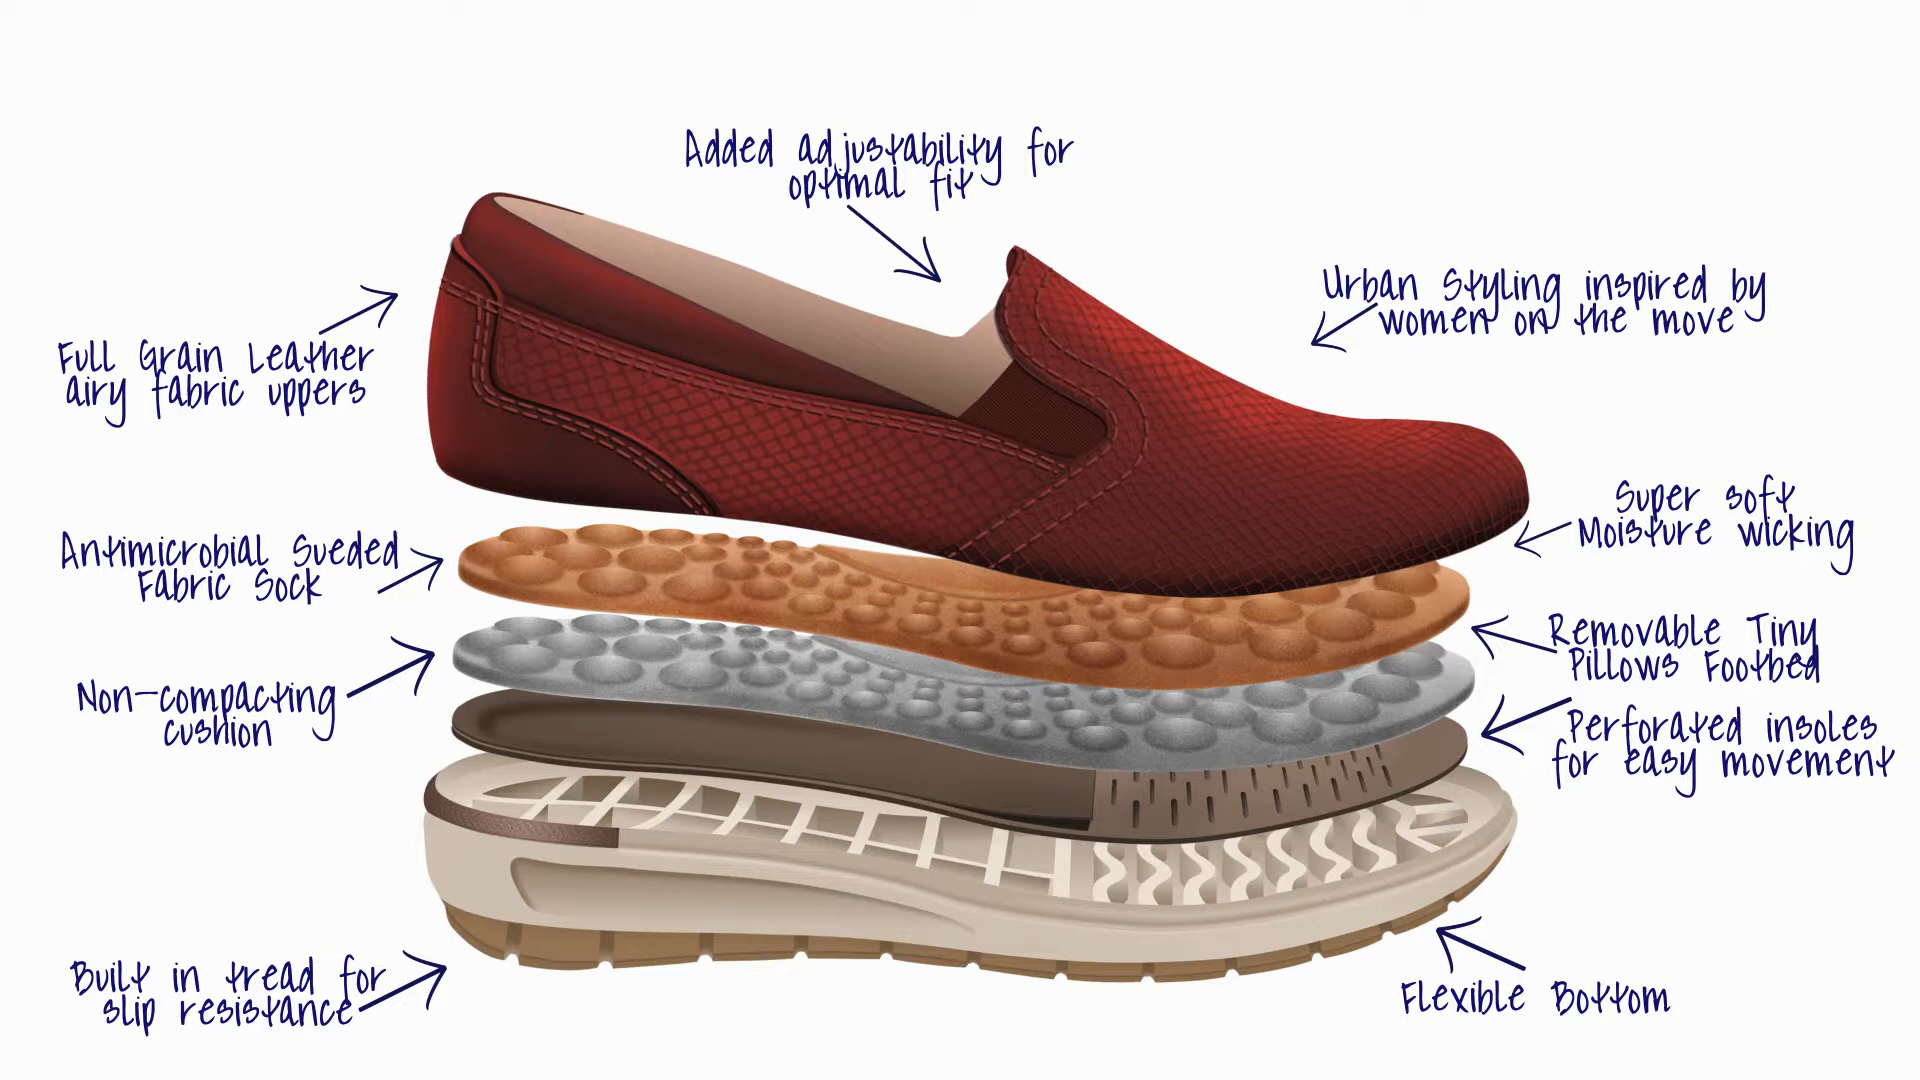 Added adjustability for
optimal fit
Urban Styling inspired by
women on the move
Full Grain Leather
airy fabric uppers
Super soft
Moisture wicking
Antimicrobial Sueded
Fabric Sock
Removable Tiny
Pillows Footbed
Non-compacting
cushion
Perforated insoles
for easy movement
Built in tread for
slip resistance
Flexible Bottom